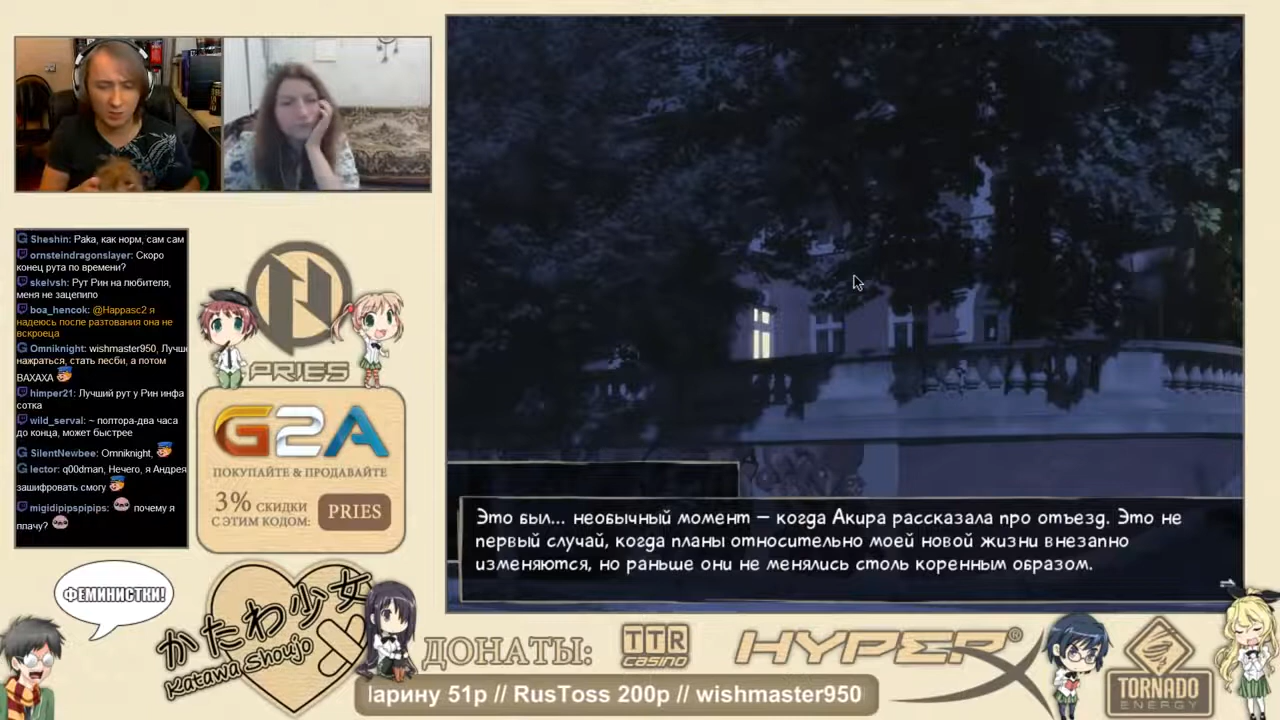 Sheshin: Paka, как норм, сам сам
ornsteindragonslayer: Скоро
конец рута по времени?
skelvsh: Рут Рин на любителя,
меня не зацепило
boa_hencok: @Happasc2 я
надеюсь после разтования она не
вскроеца
Omniknight: wishmaster950, Лучше
нажраться, стать песби, а потом
ВАХАХА
himper21: Лучший рут у Рин инфа
сотка
wild_serval: ~ полтора-два часа
до конца, может быстрее
SilentNewbee: Omniknight,
lector: q00dman, Нечего, я Андрея
зашифровать смогу
migidipipspipips: почему я
плачу?
PRIES
G2A
ПОКУПАЙТЕ & ПРОДАВАЙТЕ
3% СКИДКИ
С ЭТИМ КОДОМ:
PRIES
Это был... необычный момент – когда Акира рассказала про отъезд. Это не
первый случай, когда планы относительно моей новой жизни внезапно
изменяются, но раньше они не менялись столь коренным образом.
ФЕМИНИСТКИ!
かたわ少女
Katawa Shoujo
ДОНАТЫ:
TTR
CASINO
HYPERX
TORNADO
ENERGY
Марину 51р // RusToss 200р // wishmaster950